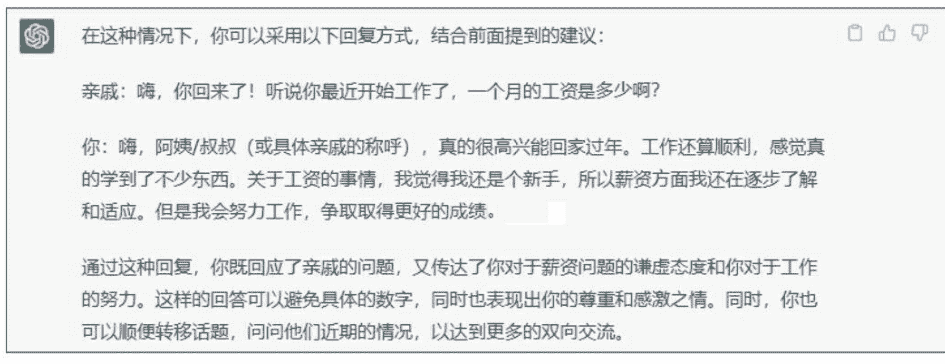 在这种情况下，你可以采用以下回复方式，结合前面提到的建议：
亲戚：嗨，你回来了！听说你最近开始工作了，一个月的工资是多少啊？
你：嗨，阿姨/叔叔（或具体亲戚的称呼），真的很高兴能回家过年。工作还算顺利，感觉真
的学到了不少东西。关于工资的事情，我觉得我还是个新手，所以薪资方面我还在逐步了解
和适应。但是我会努力工作，争取取得更好的成绩。
通过这种回复，你既回应了亲戚的问题，又传达了你对于薪资问题的谦虚态度和你对于工作
的努力。这样的回答可以避免具体的数字，同时也表现出你的尊重和感激之情。同时，你也
可以顺便转移话题，问问他们近期的情况，以达到更多的双向交流。